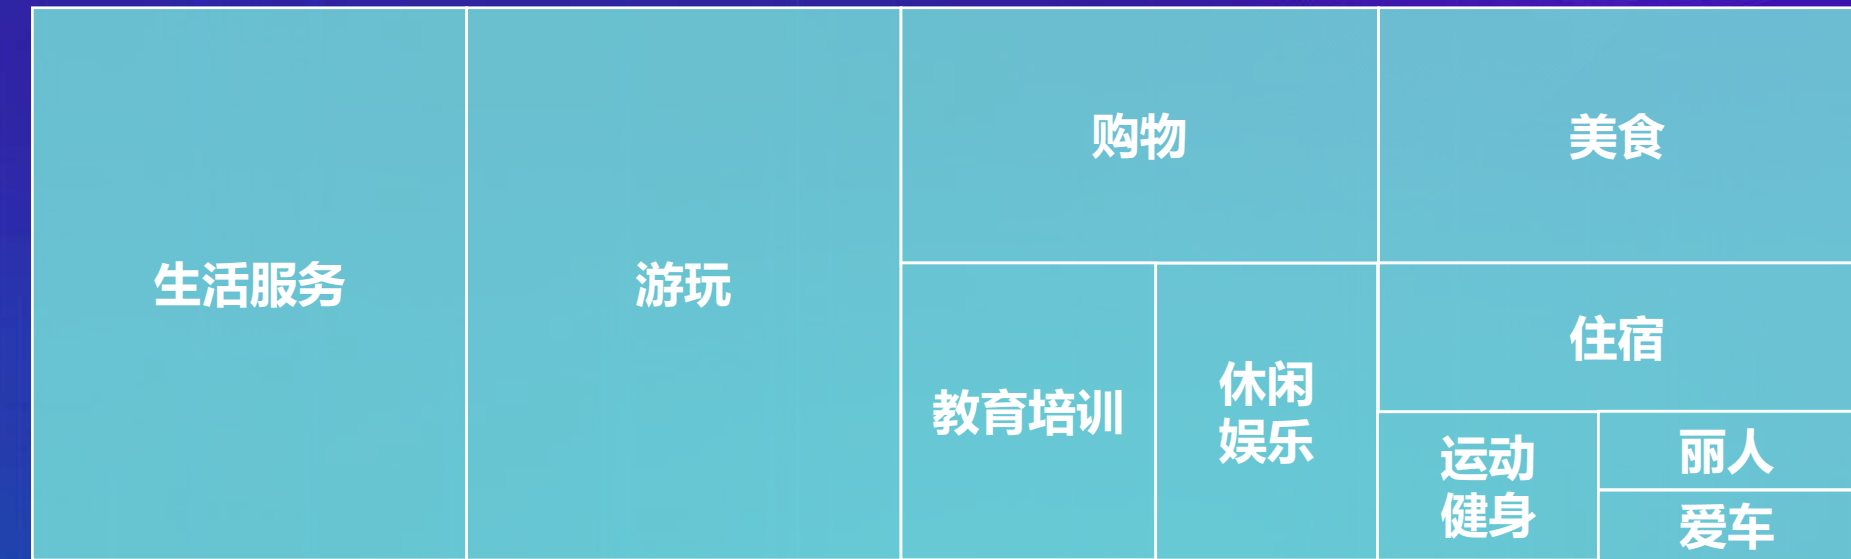 生活服务
游玩
购物
美食
教育培训
休闲
娱乐
住宿
运动
健身
丽人
爱车